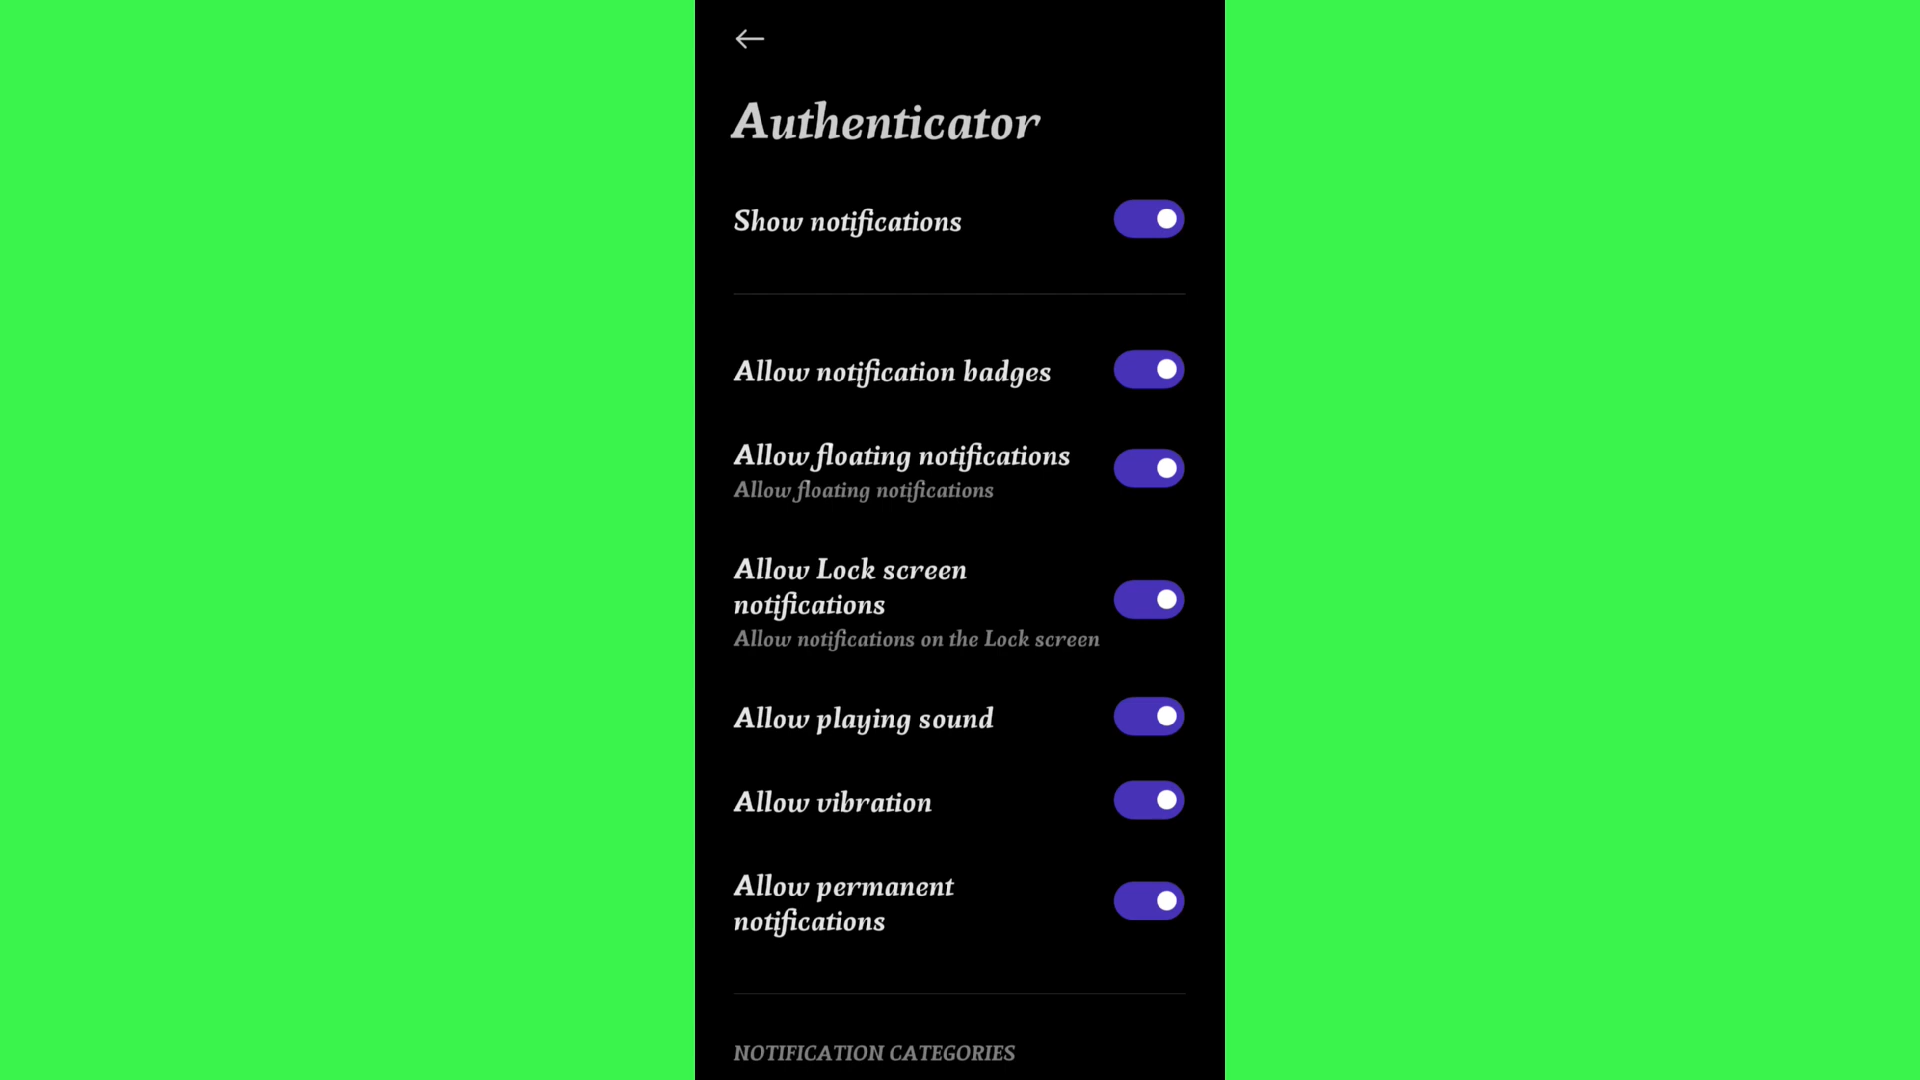 Authenticator
Show notifications
Allow notification badges
Allow floating notifications
Allow floating notifications
Allow Lock screen
notifications
Allow notifications on the Lock screen
Allow playing sound
Allow vibration
Allow permanent
notifications
NOTIFICATION CATEGORIES